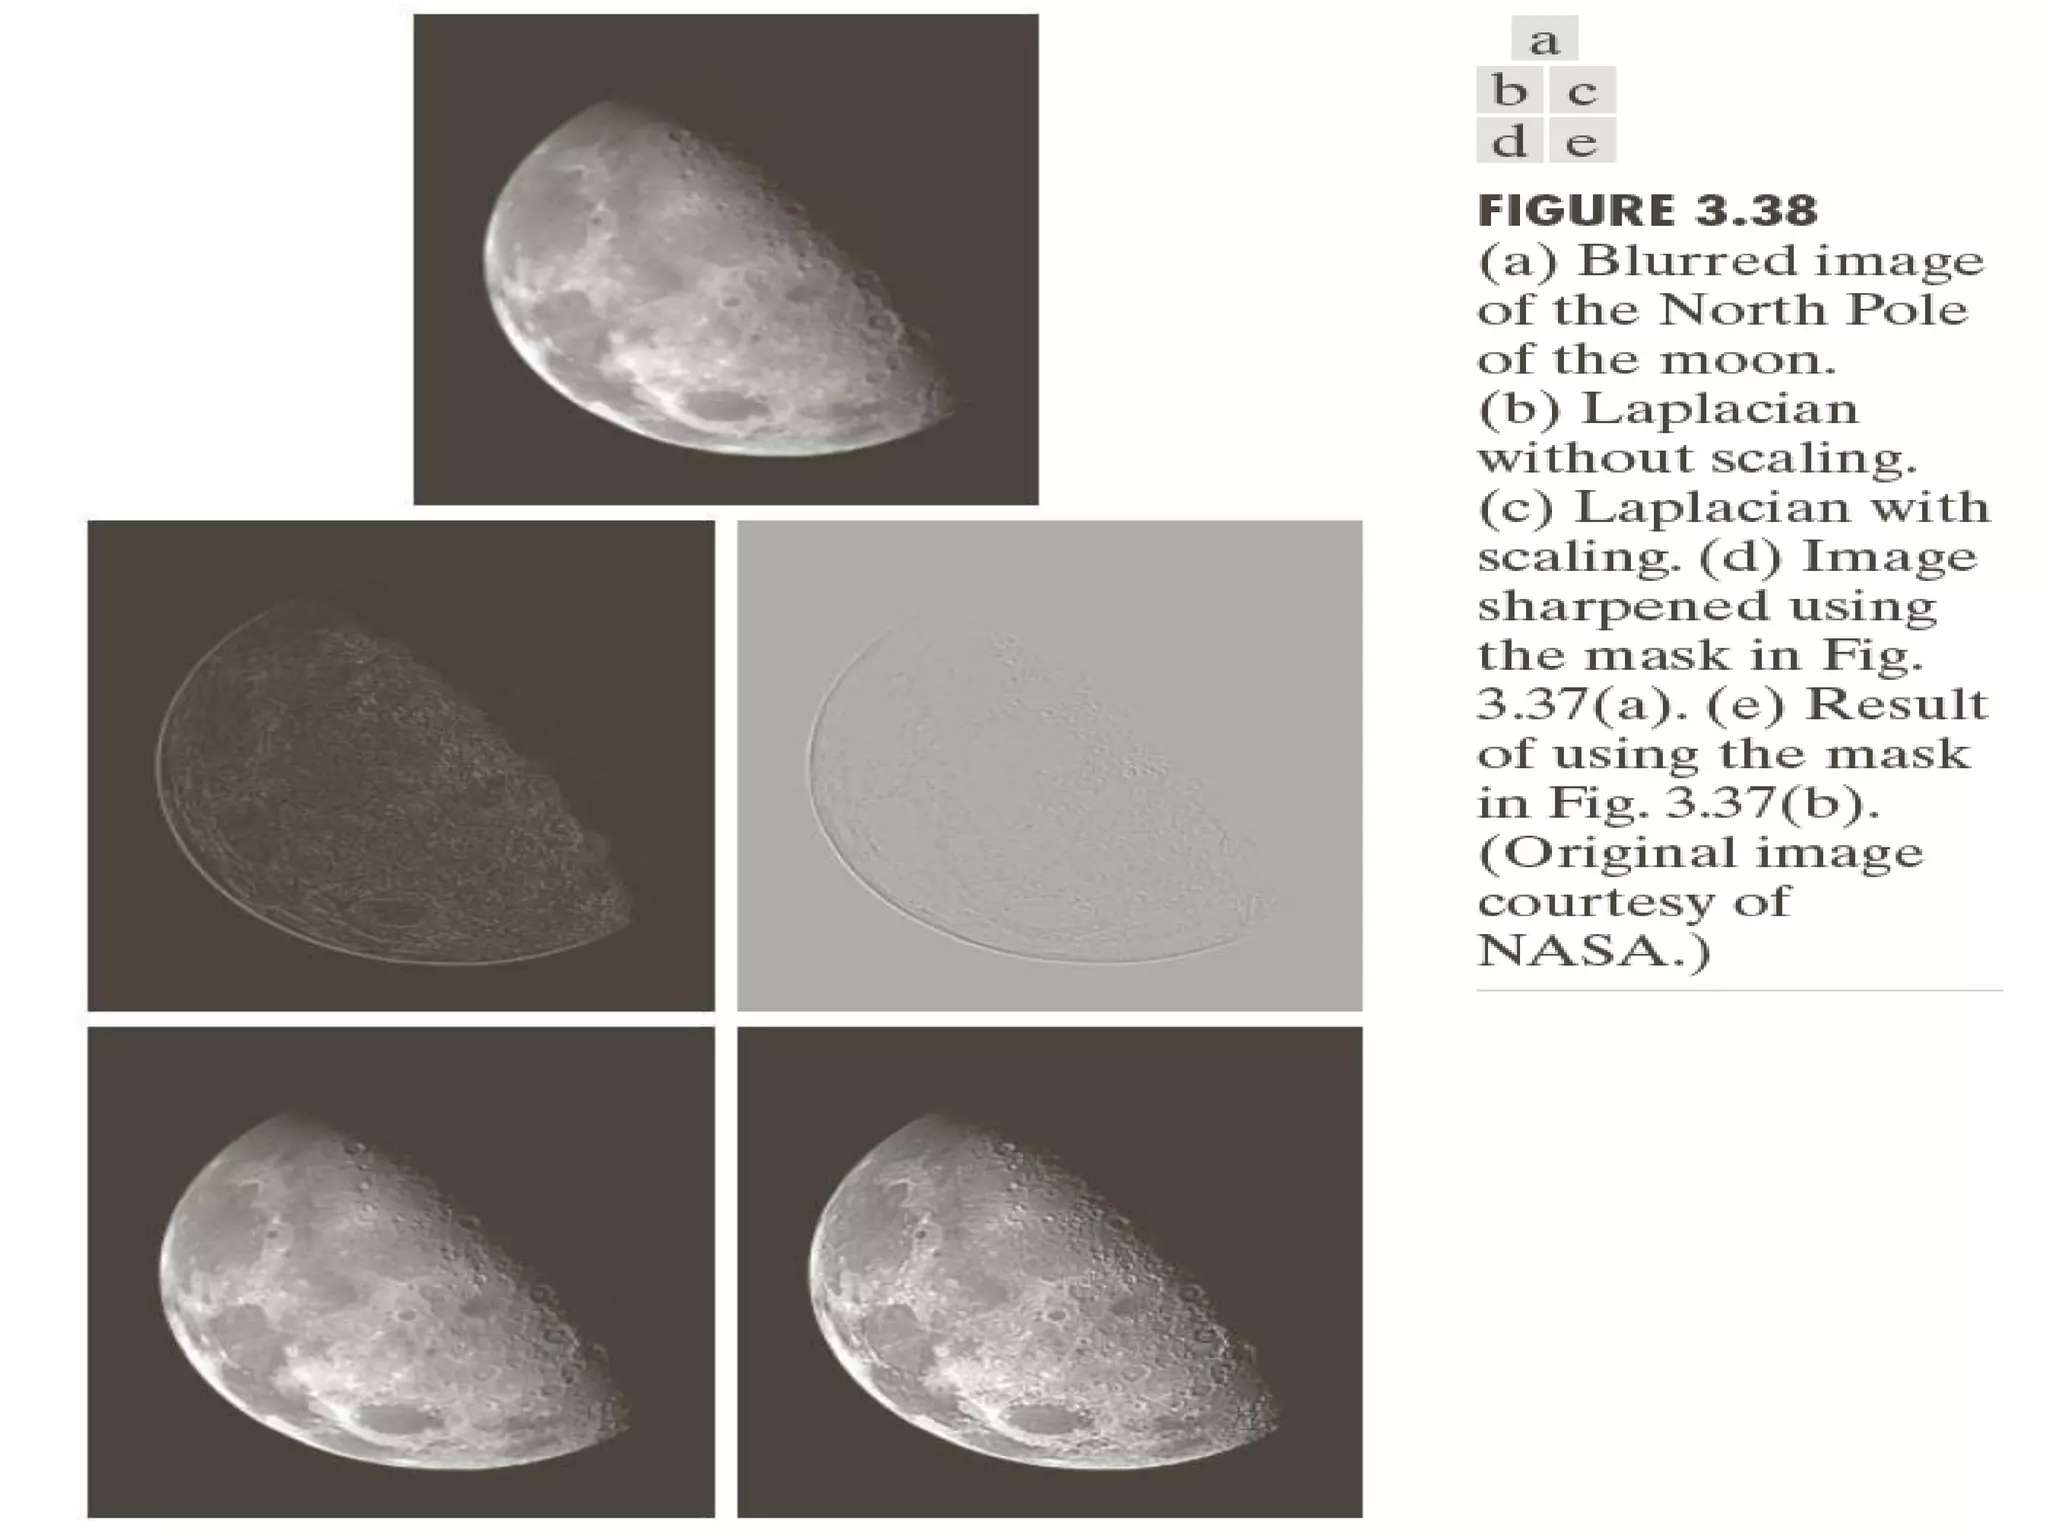 a
b c
d e
FIGURE 3.38
(a) Blurred image
of the North Pole
of the moon.
(b) Laplacian
without scaling.
(c) Laplacian with
scaling. (d) Image
sharpened using
the mask in Fig.
3.37(a). (e) Result
of using the mask
in Fig. 3.37(b).
(Original image
courtesy of
NASA.)